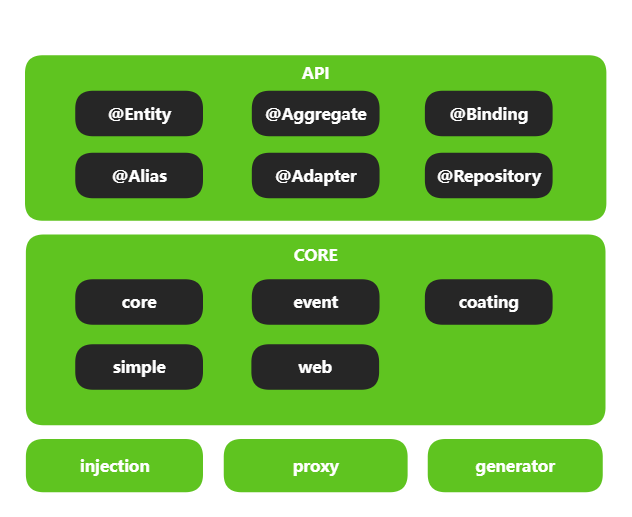 API
@Entity @Aggregate @Binding
@Alias @Adapter @Repository
CORE
core event coating
simple web
injection proxy generator